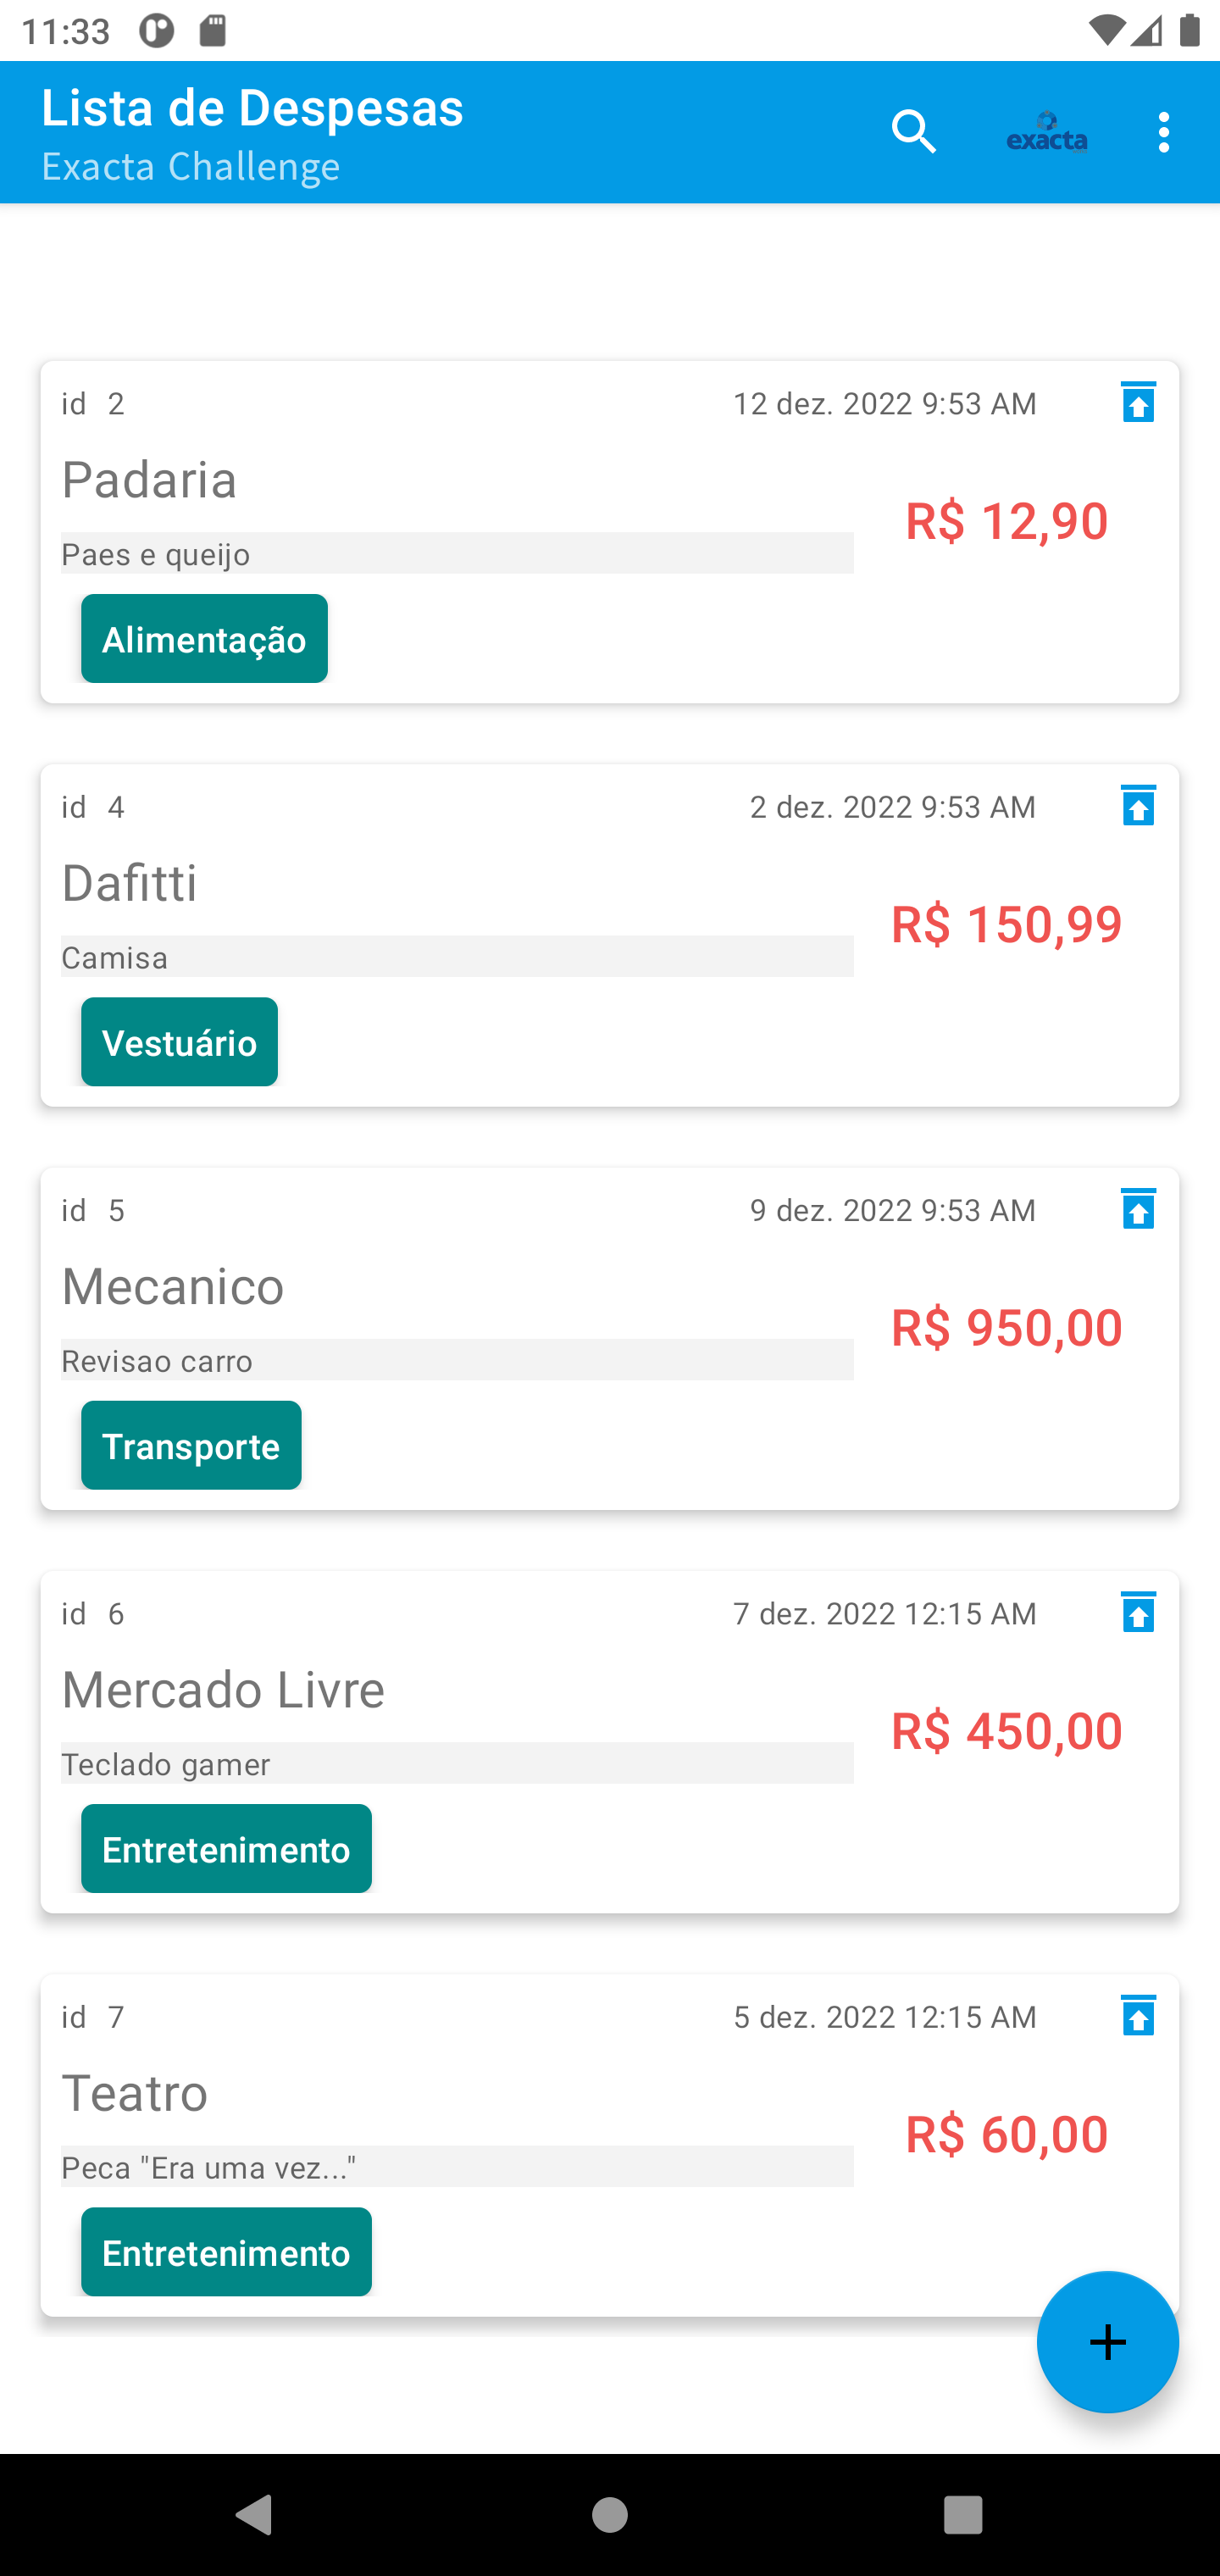 11:33
Lista de Despesas
Exacta Challenge
exacta
id 2 12 dez. 2022 9:53 AM
Padaria
R$ 12,90
Paes e queijo
Alimentação
id 4 2 dez. 2022 9:53 AM
Dafitti
R$ 150,99
Camisa
Vestuário
id 5 9 dez. 2022 9:53 AM
Mecanico
R$ 950,00
Revisao carro
Transporte
id 6 7 dez. 2022 12:15 AM
Mercado Livre
R$ 450,00
Teclado gamer
Entretenimento
id 7 5 dez. 2022 12:15 AM
Teatro
R$ 60,00
Peca "Era uma vez..."
Entretenimento